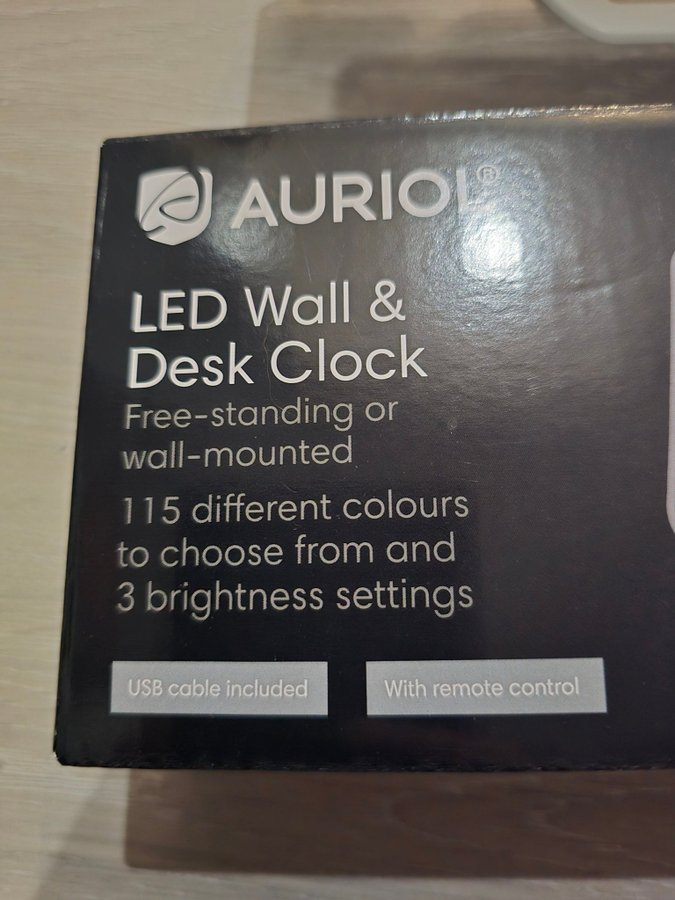 AURIOL®
LED Wall &
Desk Clock
Free-standing or
wall-mounted
115 different colours
to choose from and
3 brightness settings
USB cable included
With remote control